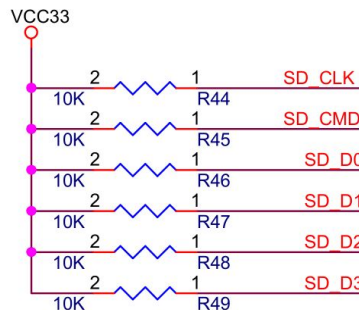 VCC33
2 1 SD_CLK
10K R44
2 1 SD_CMD
10K R45
2 1 SD_D0
10K R46
2 1 SD_D1
10K R47
2 1 SD_D2
10K R48
2 1 SD_D3
10K R49